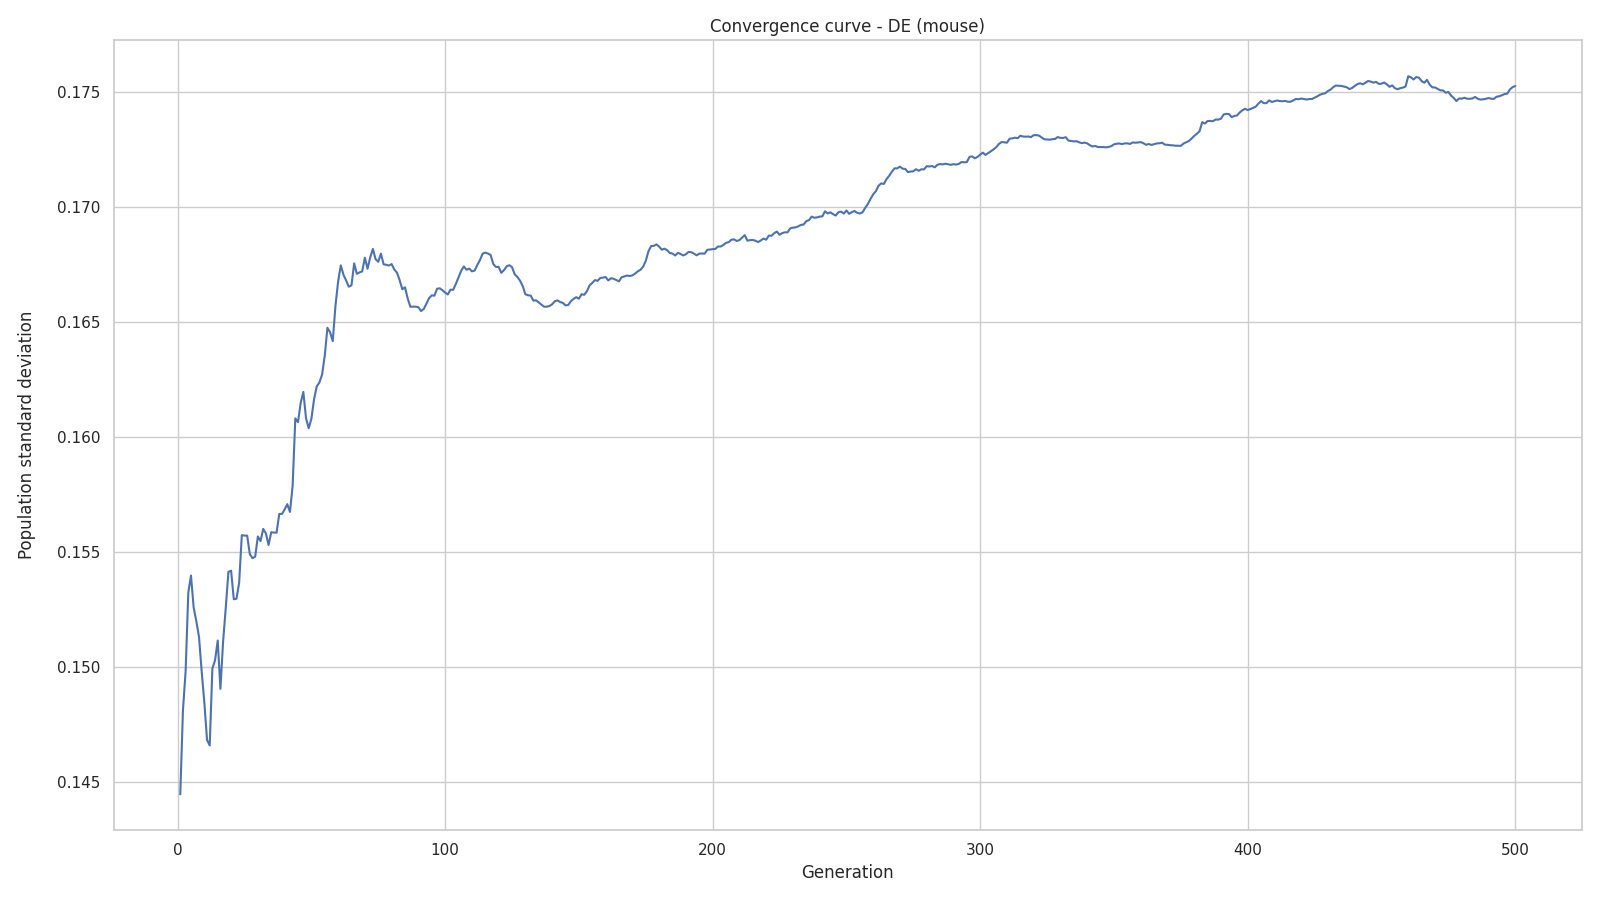 Convergence curve - DE (mouse)
Population standard deviation
0.175
0.170
0.165
0.160
0.155
0.150
0.145
0 100 200 300 400 500
Generation